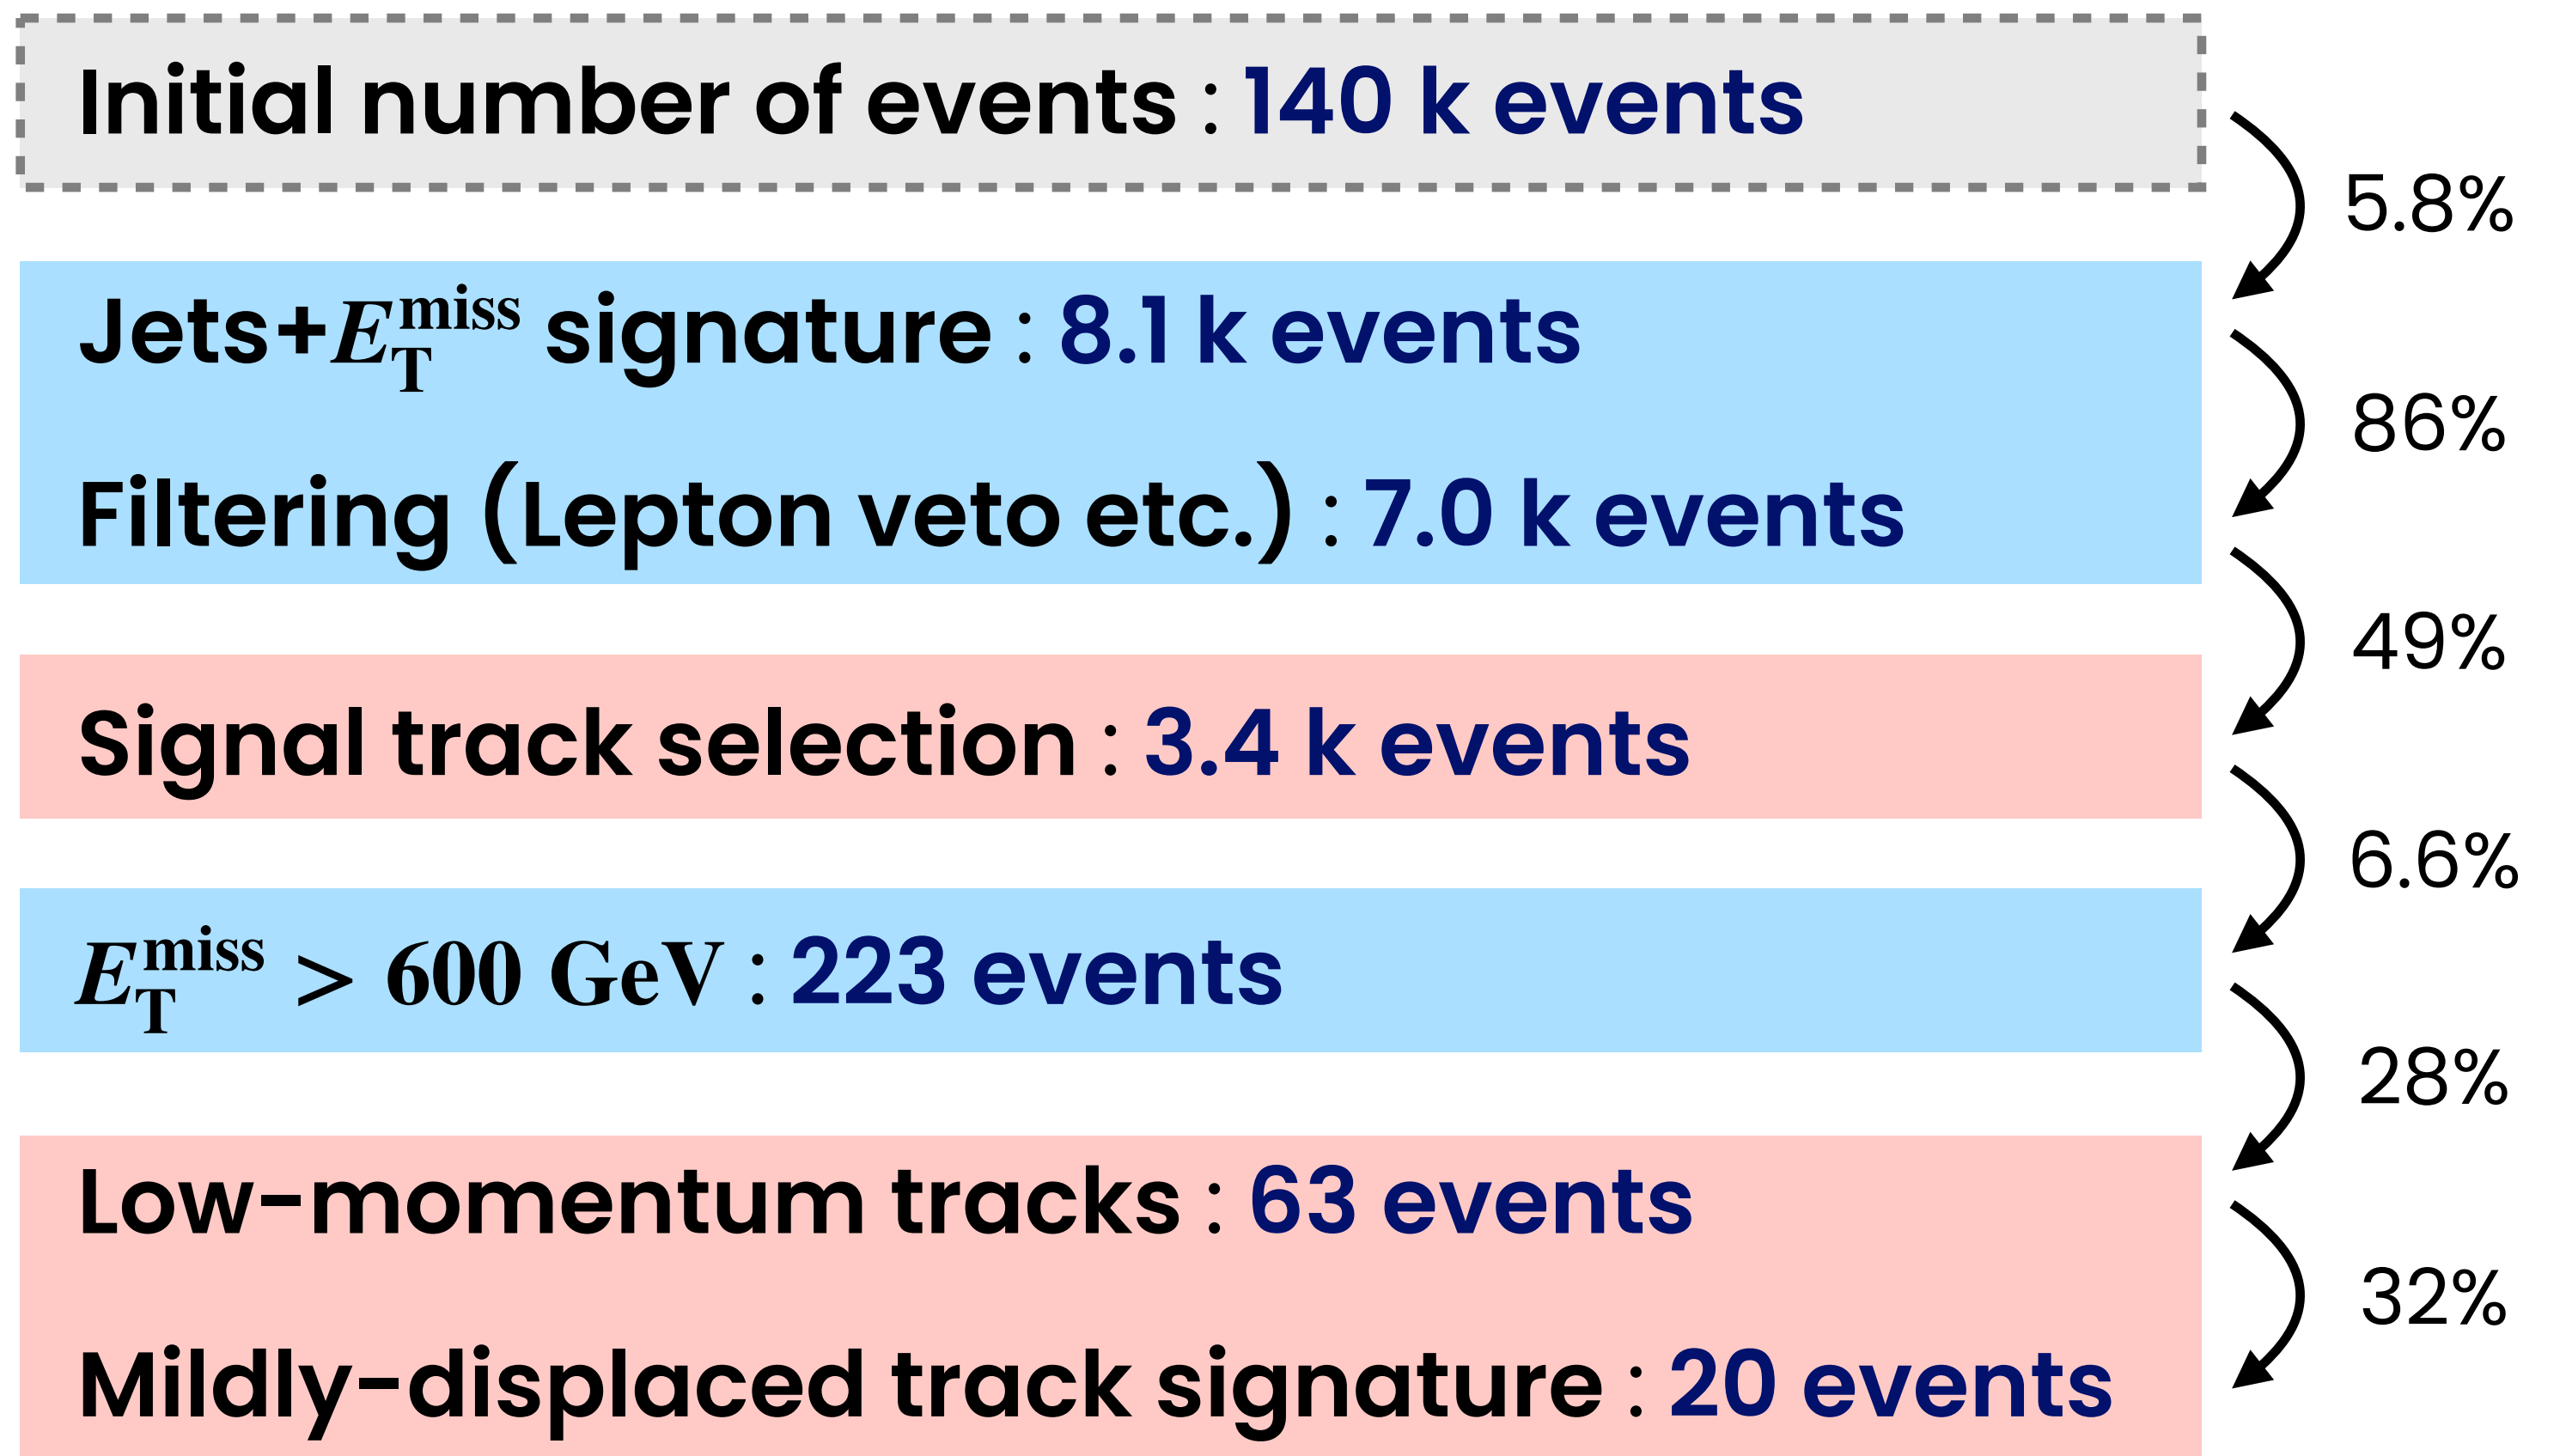 Initial number of events : 140 k events
5.8%
Jets+E_T^miss signature : 8.1 k events
86%
Filtering (Lepton veto etc.) : 7.0 k events
49%
Signal track selection : 3.4 k events
6.6%
E_T^miss > 600 GeV : 223 events
28%
Low-momentum tracks : 63 events
32%
Mildly-displaced track signature : 20 events